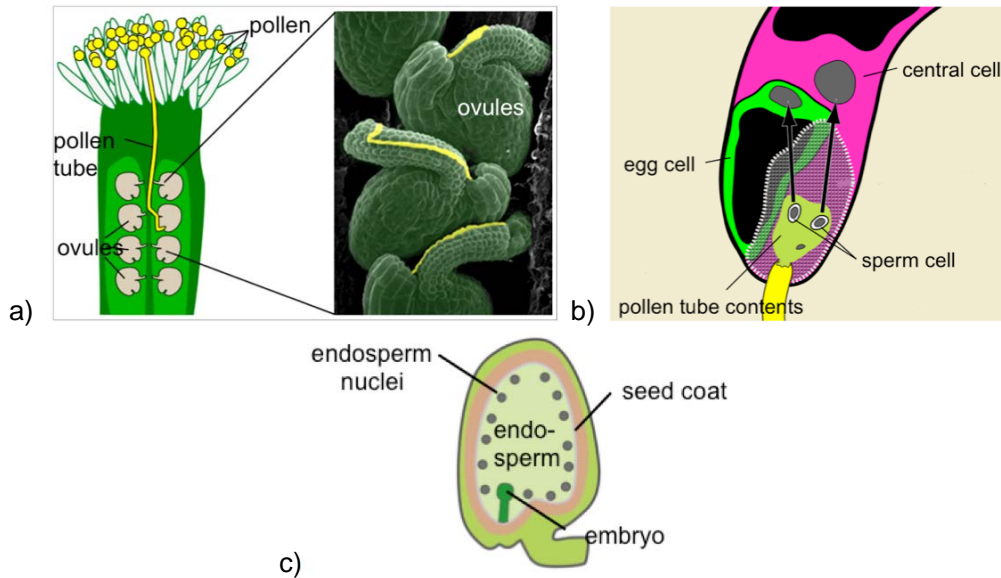 pollen
pollen
tube
ovules
ovules
a)
central cell
egg cell
sperm cell
pollen tube contents
b)
endosperm
nuclei
seed coat
endo-
sperm
embryo
c)